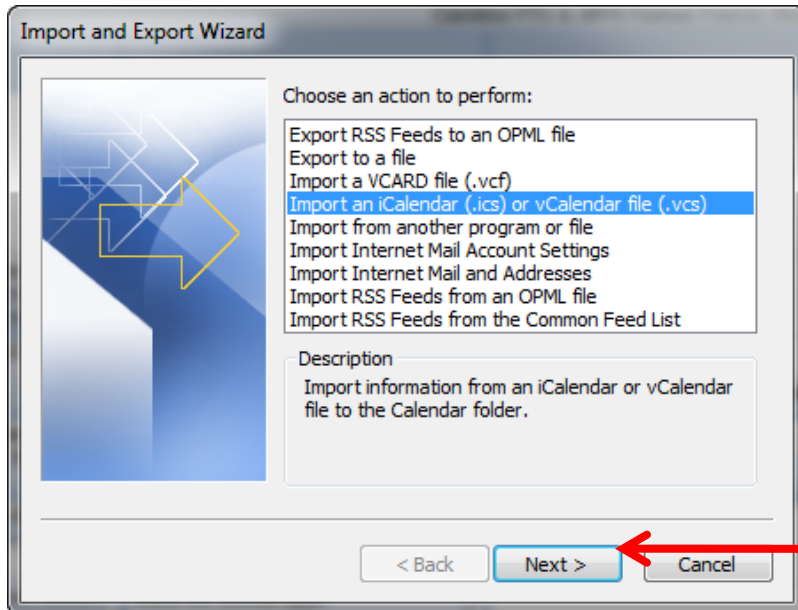 Import and Export Wizard
Choose an action to perform:
Export RSS Feeds to an OPML file
Export to a file
Import a VCARD file (.vcf)
Import an iCalendar (.ics) or vCalendar file (.vcs)
Import from another program or file
Import Internet Mail Account Settings
Import Internet Mail and Addresses
Import RSS Feeds from an OPML file
Import RSS Feeds from the Common Feed List
Description
Import information from an iCalendar or vCalendar
file to the Calendar folder.
< Back Next > Cancel